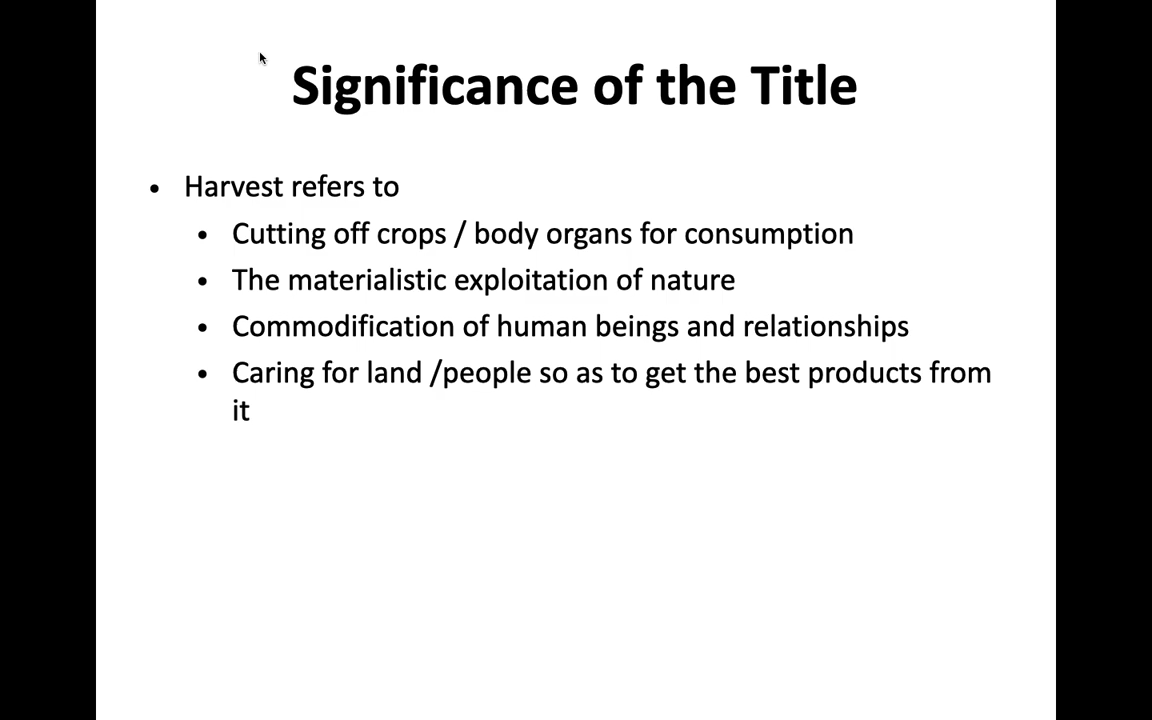 Significance of the Title
• Harvest refers to
• Cutting off crops / body organs for consumption
• The materialistic exploitation of nature
• Commodification of human beings and relationships
• Caring for land /people so as to get the best products from
it